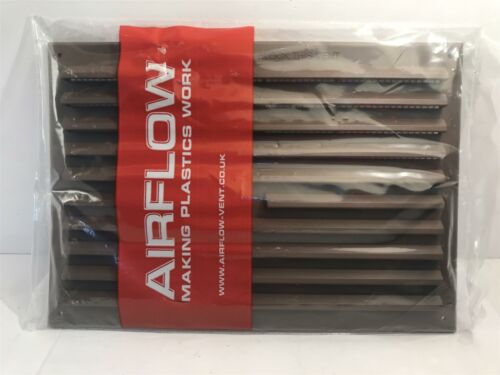 AIRFLOW
MAKING PLASTICS WORK
WWW.AIRFLOW-VENT.CO.UK